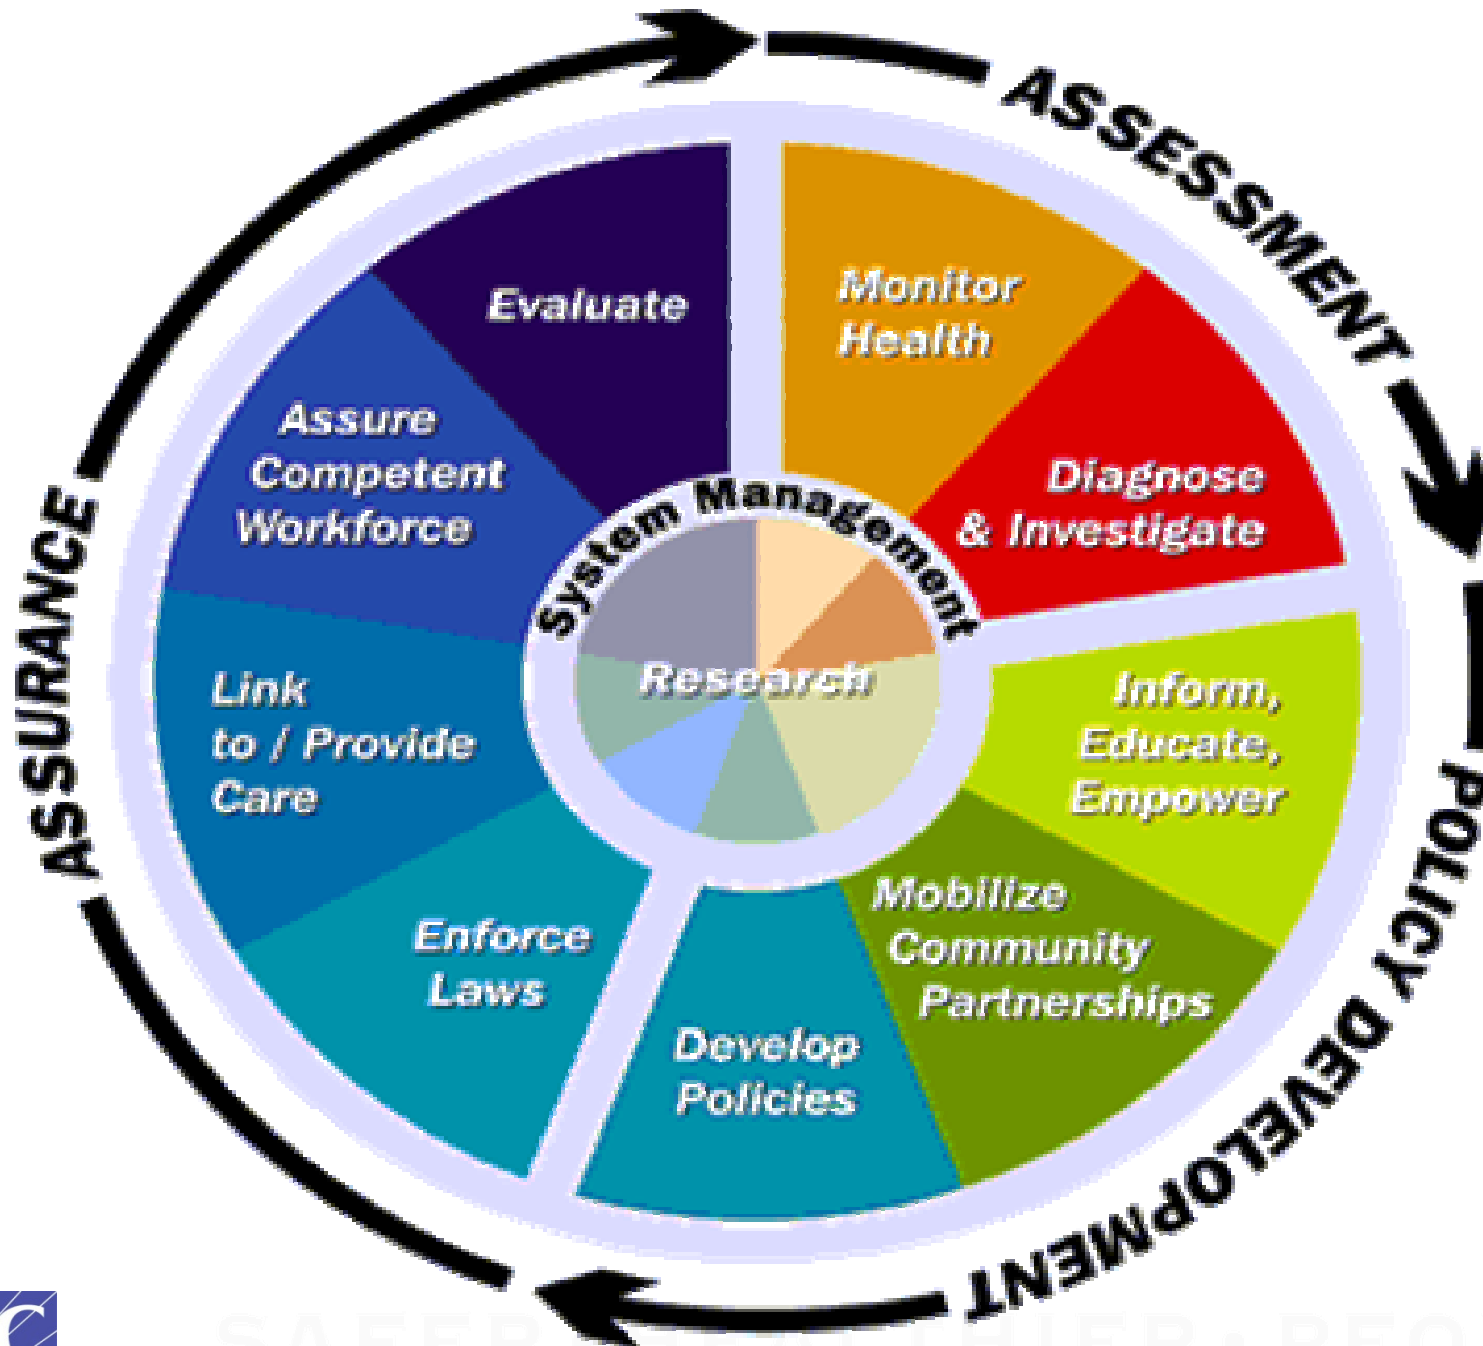 ASSESSMENT
POLICY DEVELOPMENT
ASSURANCE
Monitor
Health
Diagnose
& Investigate
Inform,
Educate,
Empower
Mobilize
Community
Partnerships
Develop
Policies
Enforce
Laws
Link
to / Provide
Care
Assure
Competent
Workforce
Evaluate
System Management
Research